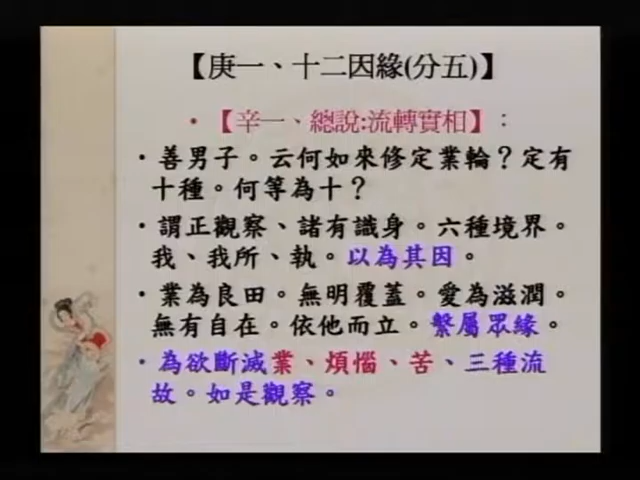 【庚一、十二因緣(分五)】
•【辛一、總說:流轉實相】：
•善男子。云何如來修定業輪？定有
十種。何等為十？
•謂正觀察、諸有識身。六種境界。
我、我所、執。以為其因。
•業為良田。無明覆蓋。愛為滋潤。
無有自在。依他而立。繫屬眾緣。
•為欲斷滅業、煩惱、苦、三種流
故。如是觀察。